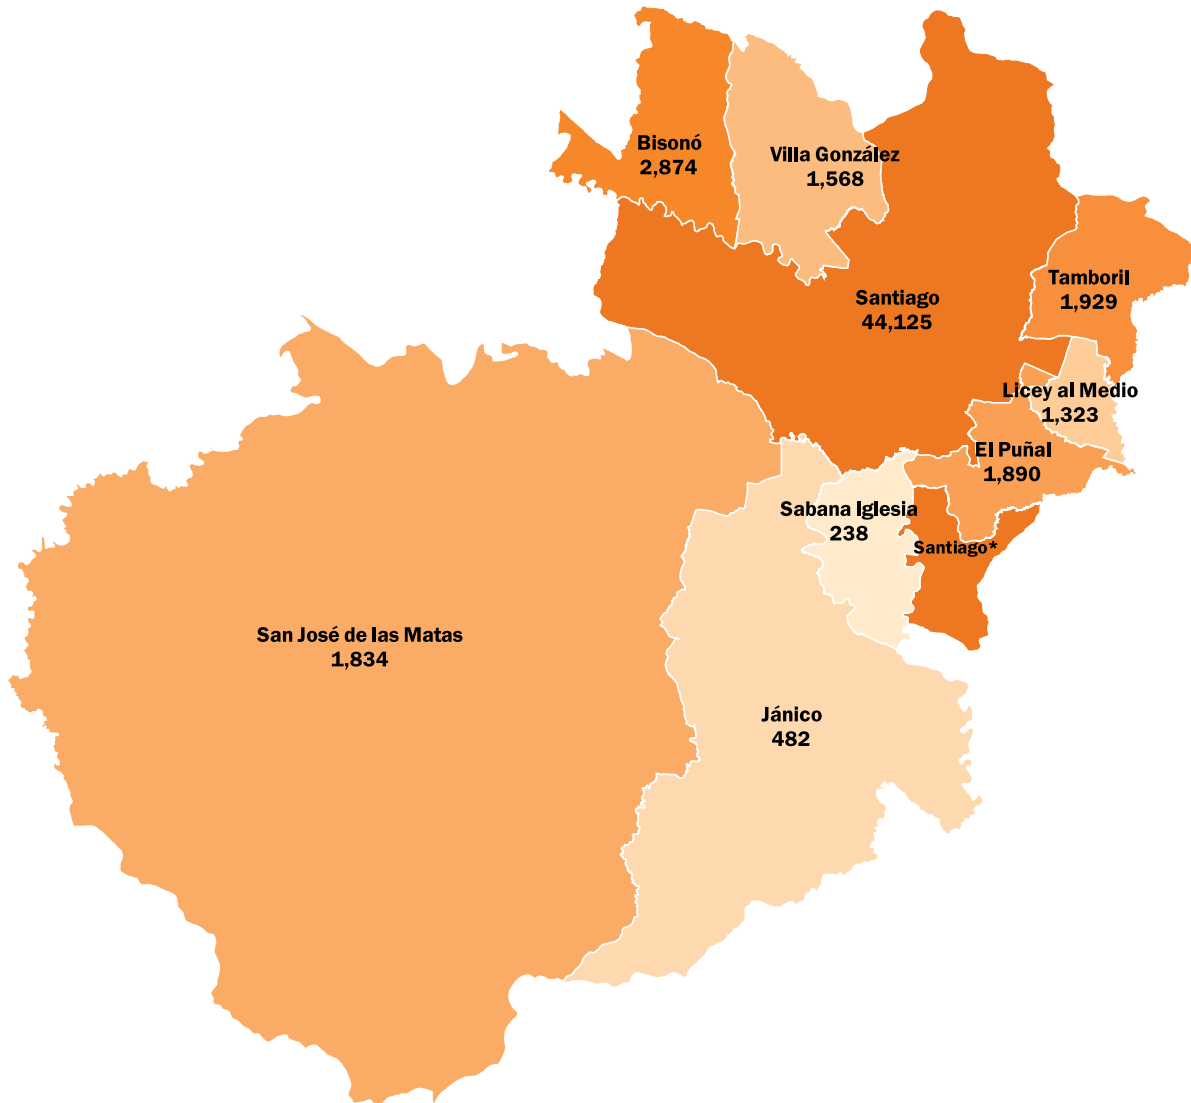 Bisonó
2,874
Villa González
1,568
Tamboril
1,929
Santiago
44,125
Licey al Medio
1,323
El Puñal
1,890
Sabana Iglesia
238
Santiago*
San José de las Matas
1,834
Jánico
482